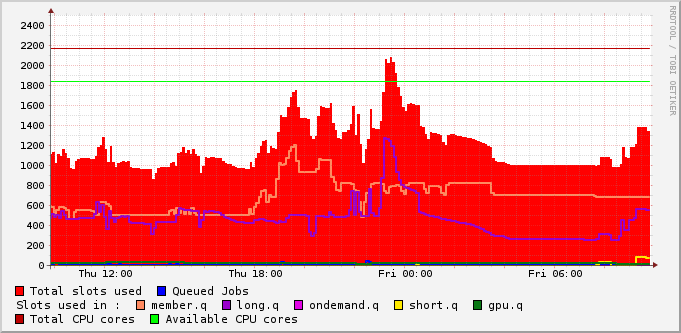 RRDTOOL / TOBI OETIKER
2400
2200
2000
1800
1600
1400
1200
1000
800
600
400
200
0
Thu 12:00 Thu 18:00 Fri 00:00 Fri 06:00
Total slots used Queued Jobs
Slots used in : member.q long.q ondemand.q short.q gpu.q
Total CPU cores Available CPU cores